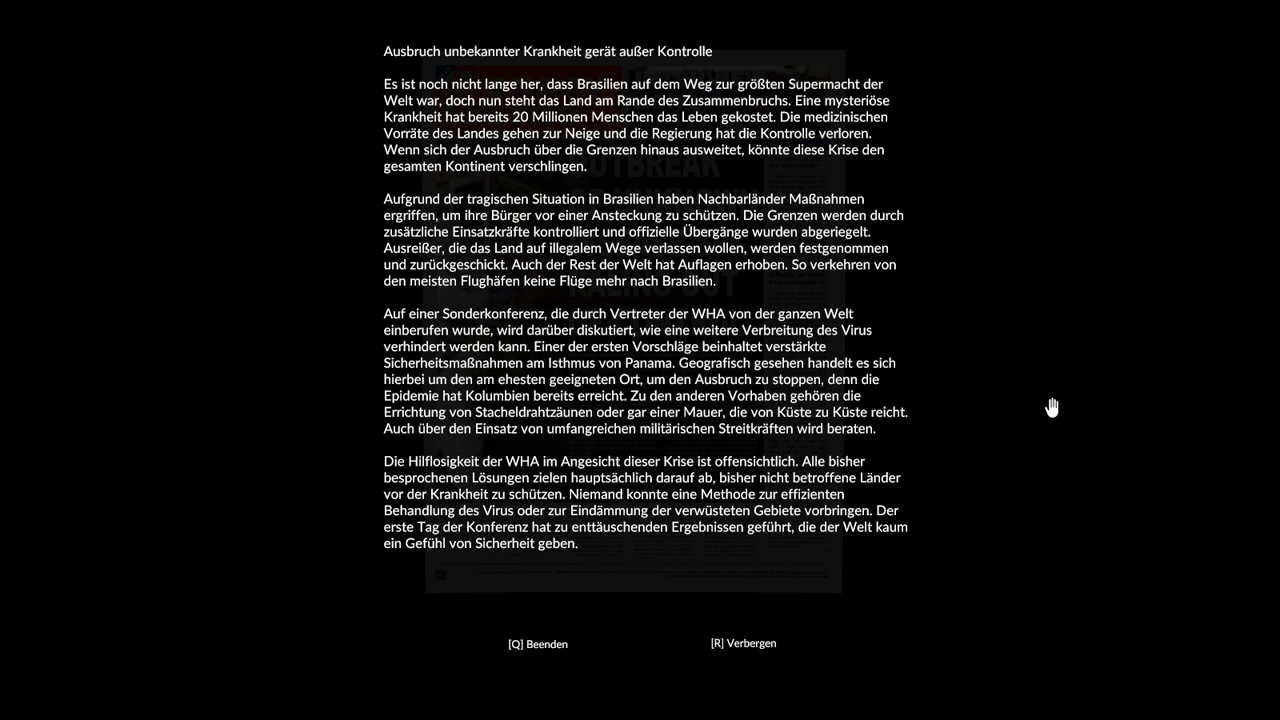 Ausbruch unbekannter Krankheit gerät außer Kontrolle
Es ist noch nicht lange her, dass Brasilien auf dem Weg zur größten Supermacht der
Welt war, doch nun steht das Land am Rande des Zusammenbruchs. Eine mysteriöse
Krankheit hat bereits 20 Millionen Menschen das Leben gekostet. Die medizinischen
Vorräte des Landes gehen zur Neige und die Regierung hat die Kontrolle verloren.
Wenn sich der Ausbruch über die Grenzen hinaus ausweitet, könnte diese Krise den
gesamten Kontinent verschlingen.
Aufgrund der tragischen Situation in Brasilien haben Nachbarländer Maßnahmen
ergriffen, um ihre Bürger vor einer Ansteckung zu schützen. Die Grenzen werden durch
zusätzliche Einsatzkräfte kontrolliert und offizielle Übergänge wurden abgeriegelt.
Ausreißer, die das Land auf illegalem Wege verlassen wollen, werden festgenommen
und zurückgeschickt. Auch der Rest der Welt hat Auflagen erhoben. So verkehren von
den meisten Flughäfen keine Flüge mehr nach Brasilien.
Auf einer Sonderkonferenz, die durch Vertreter der WHA von der ganzen Welt
einberufen wurde, wird darüber diskutiert, wie eine weitere Verbreitung des Virus
verhindert werden kann. Einer der ersten Vorschläge beinhaltet verstärkte
Sicherheitsmaßnahmen am Isthmus von Panama. Geografisch gesehen handelt es sich
hierbei um den am ehesten geeigneten Ort, um den Ausbruch zu stoppen, denn die
Epidemie hat Kolumbien bereits erreicht. Zu den anderen Vorhaben gehören die
Errichtung von Stacheldrahtzäunen oder gar einer Mauer, die von Küste zu Küste reicht.
Auch über den Einsatz von umfangreichen militärischen Streitkräften wird beraten.
Die Hilflosigkeit der WHA im Angesicht dieser Krise ist offensichtlich. Alle bisher
besprochenen Lösungen zielen hauptsächlich darauf ab, bisher nicht betroffene Länder
vor der Krankheit zu schützen. Niemand konnte eine Methode zur effizienten
Behandlung des Virus oder zur Eindämmung der verwüsteten Gebiete vorbringen. Der
erste Tag der Konferenz hat zu enttäuschenden Ergebnissen geführt, die der Welt kaum
ein Gefühl von Sicherheit geben.
OUTBREAK
[Q] Beenden
[R] Verbergen